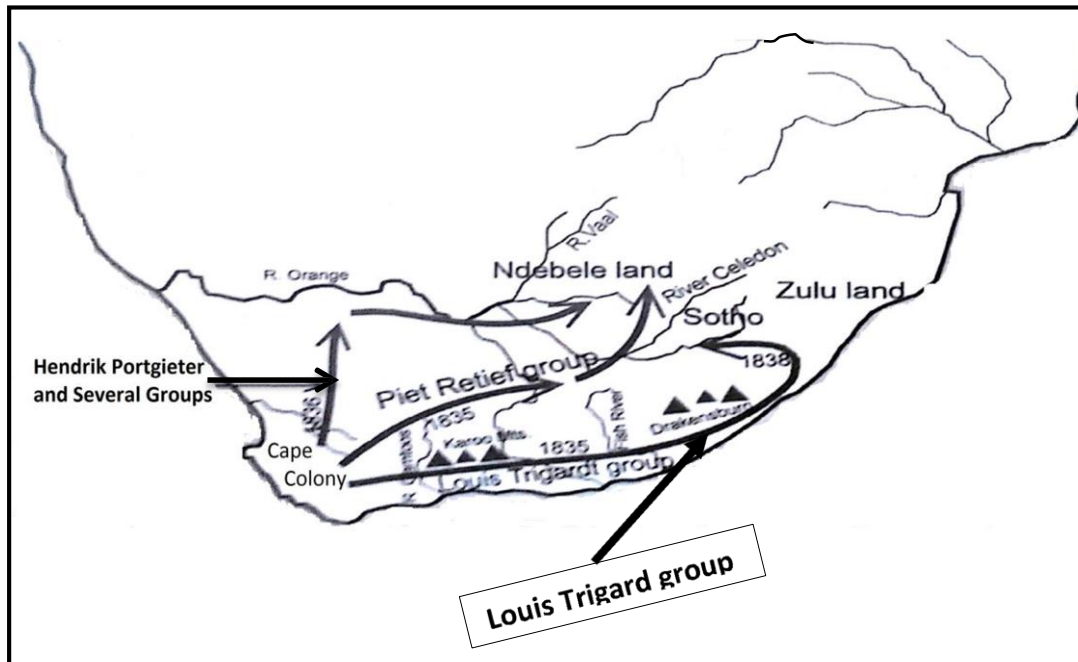 R. Orange
R.Vaal
Ndebele land
River Celedon
Zulu land
Sotho
Hendrik Portgieter
and Several Groups
1836
Piet Retief group
1838
1835
Fish River
Drakensburn
Karoo Mts
1835
Cape
Colony
Louis Trigardt group
Louis Trigard group